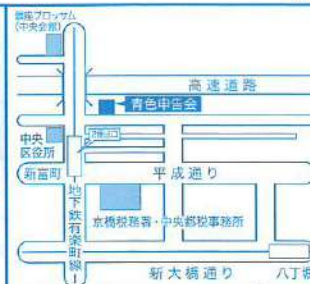 銀座ブロッサム
(中央会館)
高速道路
青色申告会
中央
区役所
新富町
平成通り
地下鉄有楽町線
京橋税務署・中央都税事務所
新大橋通り
八丁堀